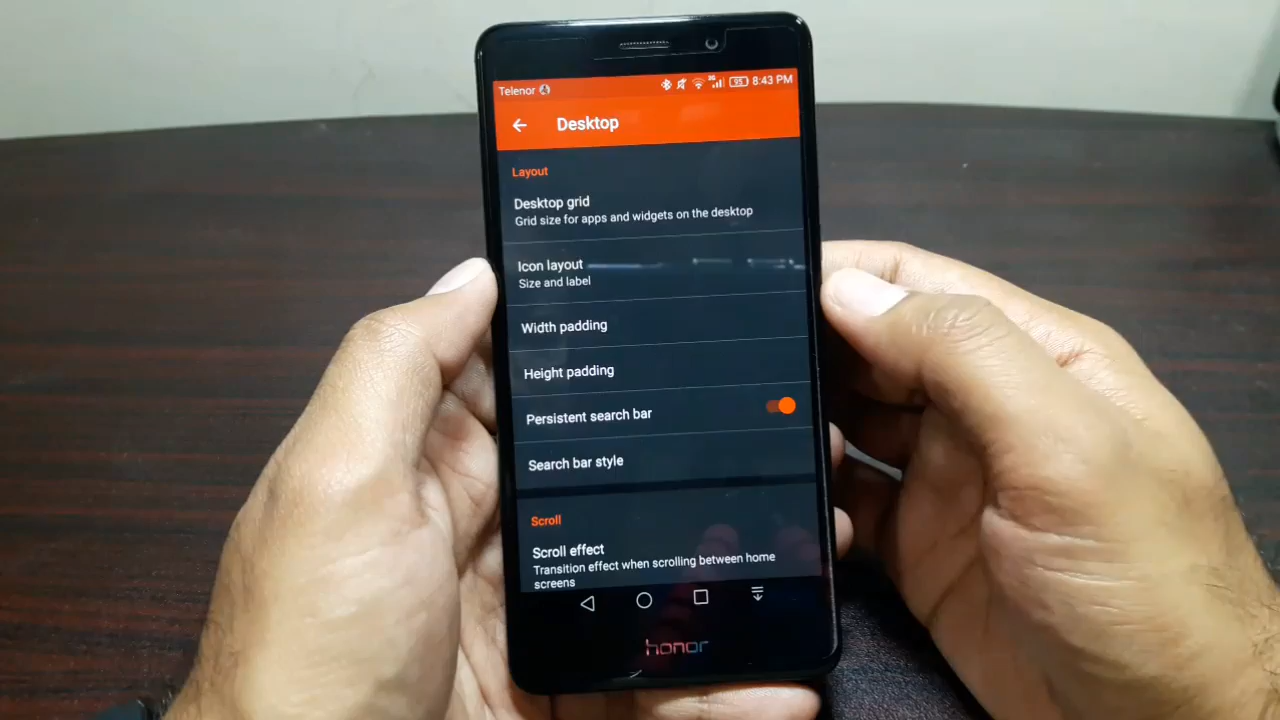 Telenor 3G 95 8:43 PM
Desktop
Layout
Desktop grid
Grid size for apps and widgets on the desktop
Icon layout
Size and label
Width padding
Height padding
Persistent search bar
Search bar style
Scroll
Scroll effect
Transition effect when scrolling between home
screens
honor